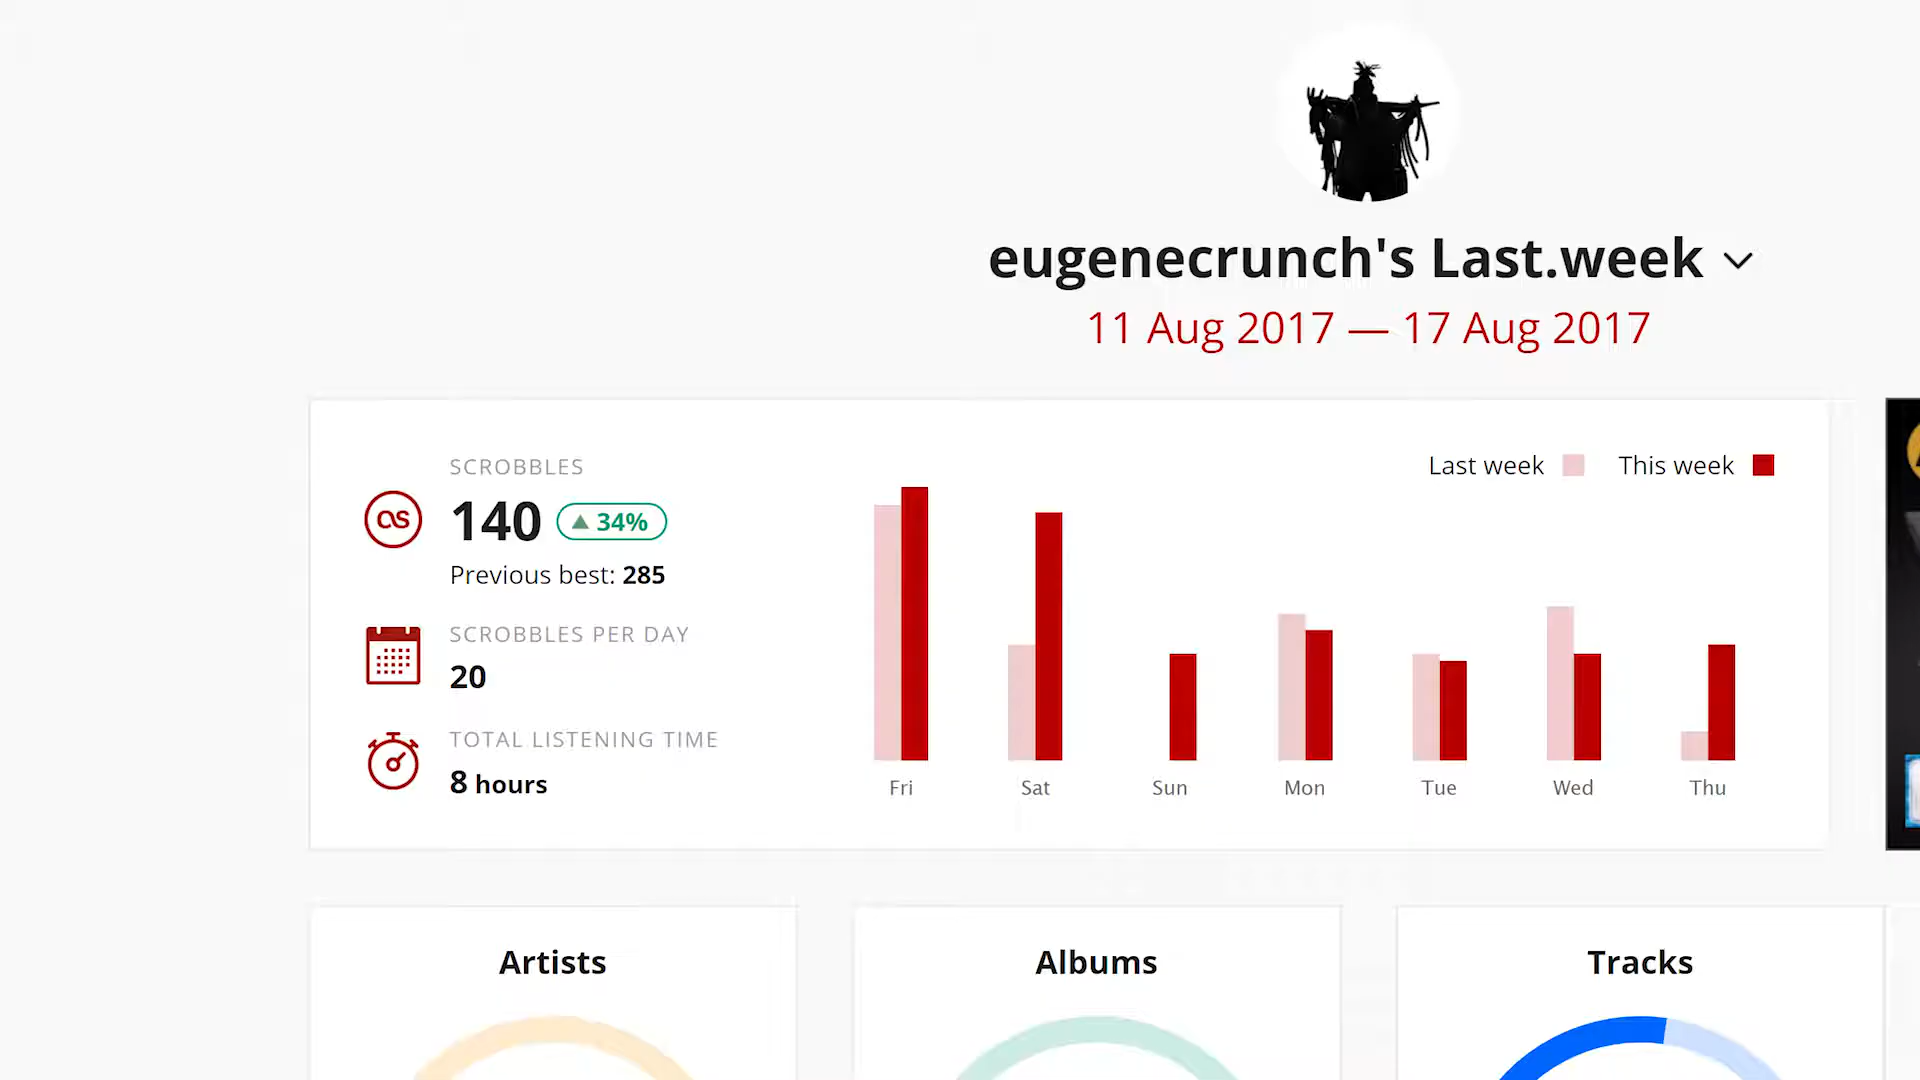 eugenecrunch's Last.week
11 Aug 2017 — 17 Aug 2017
SCROBBLES
140 34%
Previous best: 285
SCROBBLES PER DAY
20
TOTAL LISTENING TIME
8 hours
Last week This week
Fri Sat Sun Mon Tue Wed Thu
Artists Albums Tracks